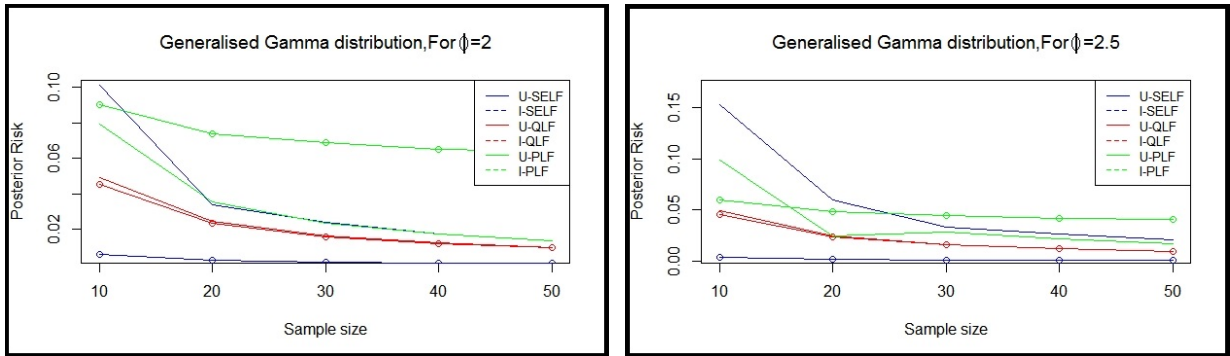 Generalised Gamma distribution,For ϕ=2
Posterior Risk
0.10
0.06
0.02
U-SELF
I-SELF
U-QLF
I-QLF
U-PLF
I-PLF
10 20 30 40 50
Sample size
Generalised Gamma distribution,For ϕ=2.5
Posterior Risk
0.15
0.10
0.05
0.00
U-SELF
I-SELF
U-QLF
I-QLF
U-PLF
I-PLF
10 20 30 40 50
Sample size